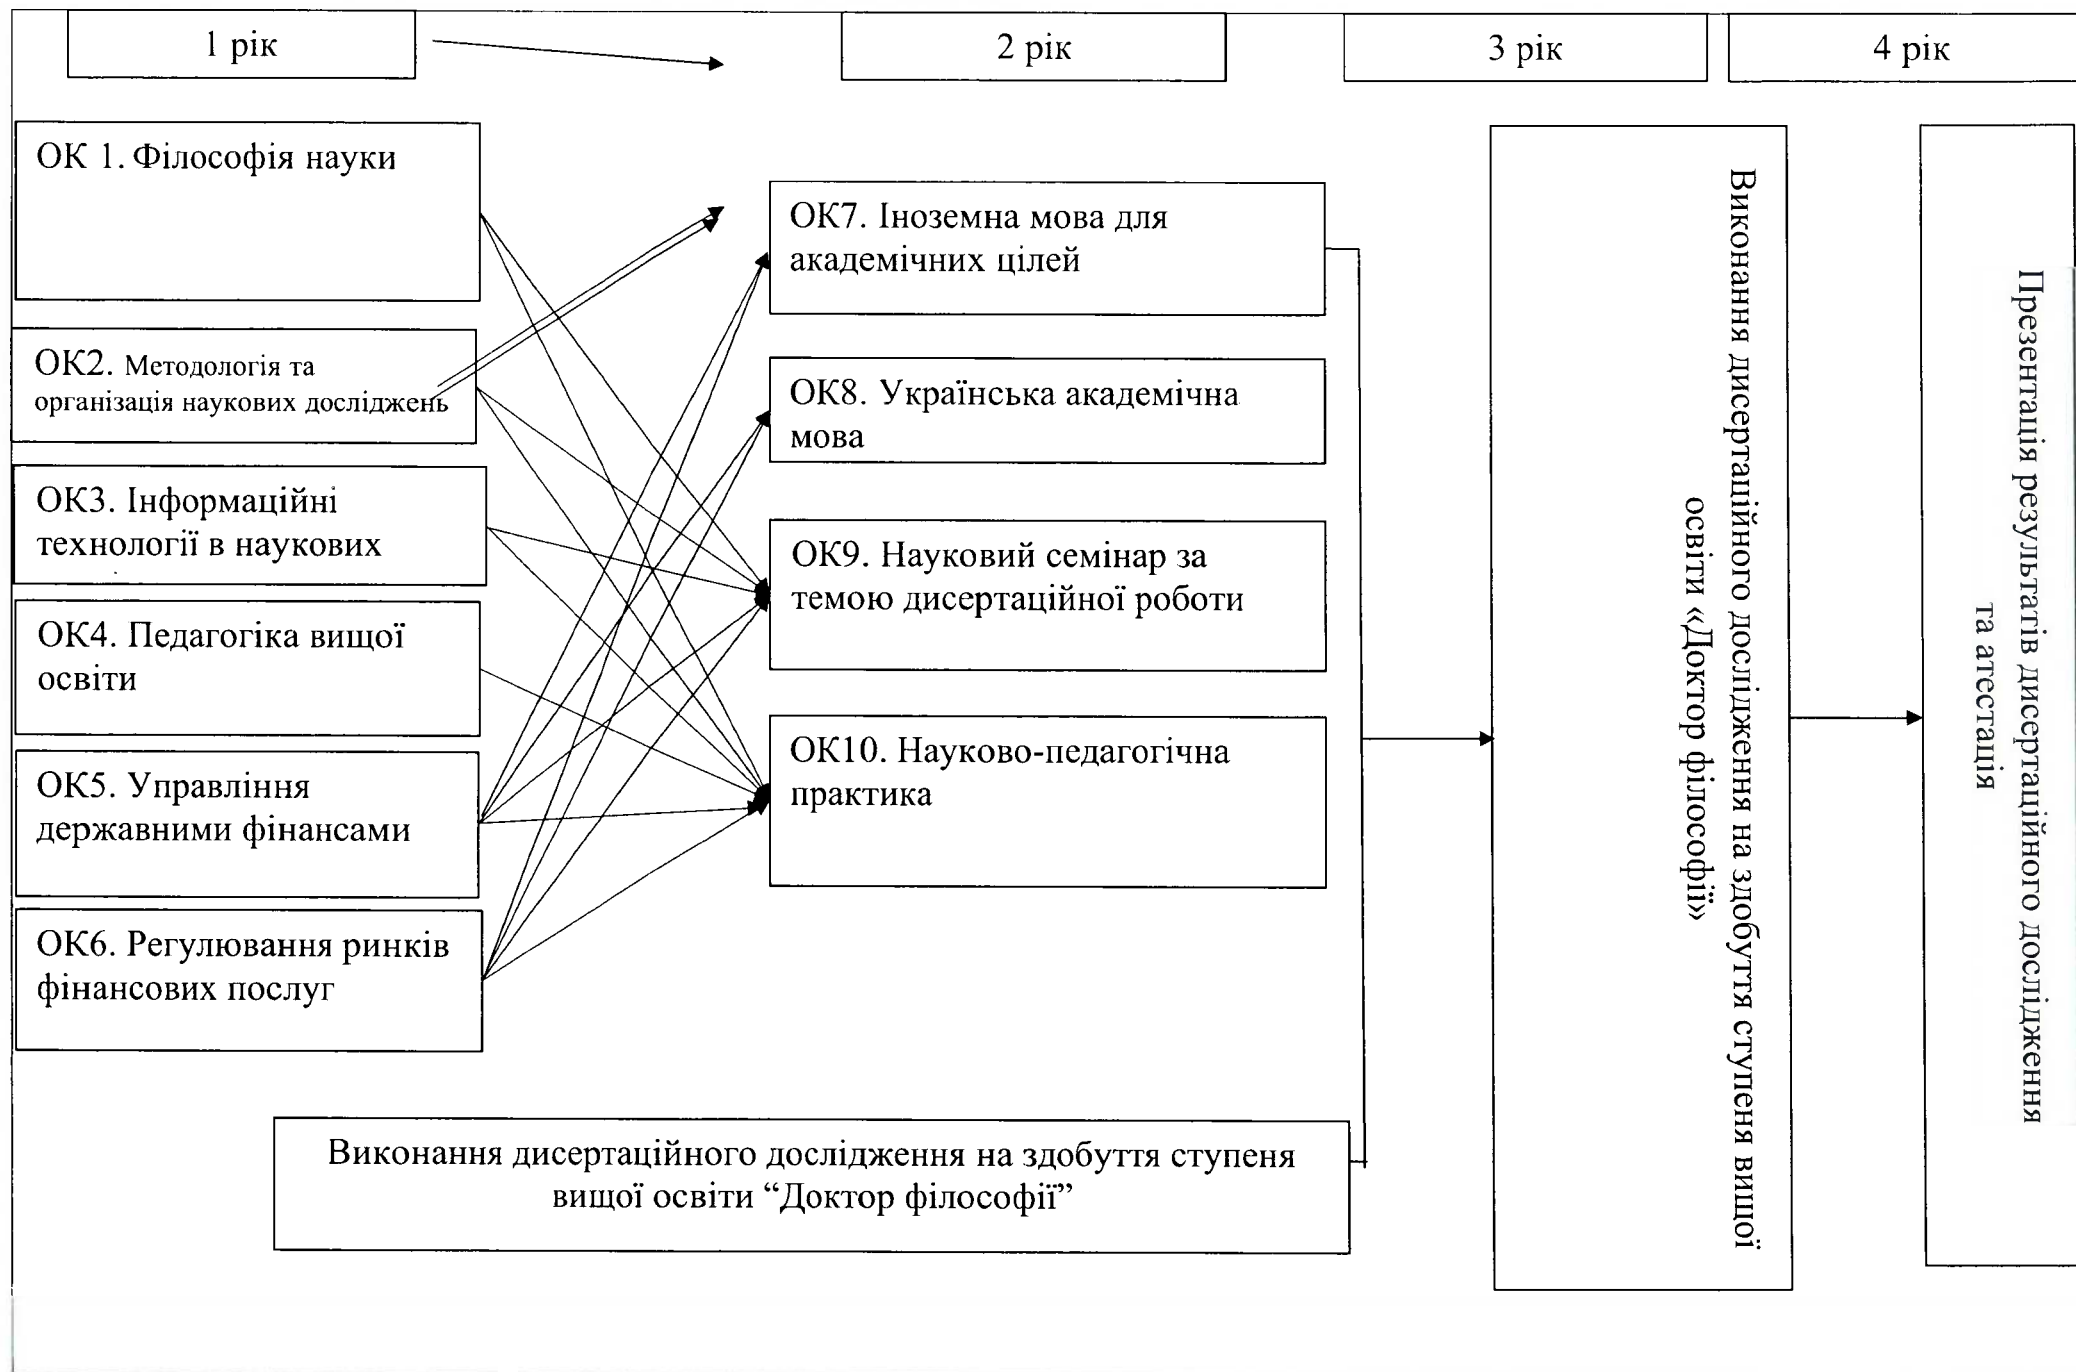 1 рік
2 рік
3 рік
4 рік
ОК 1. Філософія науки
ОК2. Методологія та
організація наукових досліджень
ОК3. Інформаційні
технології в наукових
ОК4. Педагогіка вищої
освіти
ОК5. Управління
державними фінансами
ОК6. Регулювання ринків
фінансових послуг
ОК7. Іноземна мова для
академічних цілей
ОК8. Українська академічна
мова
ОК9. Науковий семінар за
темою дисертаційної роботи
ОК10. Науково-педагогічна
практика
Виконання дисертаційного дослідження на здобуття ступеня
вищої освіти “Доктор філософії”
Виконання дисертаційного дослідження на здобуття ступеня вищої
освіти «Доктор філософії»
Презентація результатів дисертаційного дослідження
та атестація